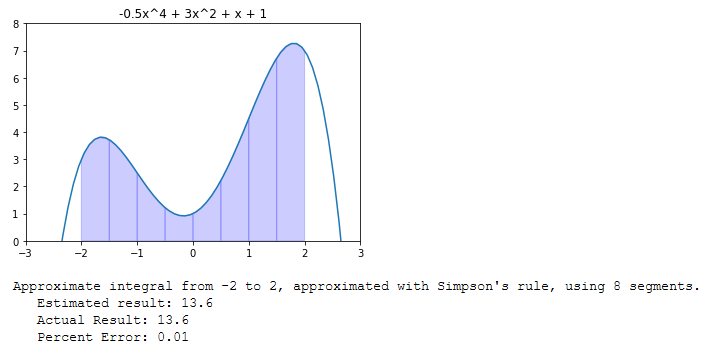 -0.5x^4 + 3x^2 + x + 1
8
7
6
5
4
3
2
1
0
−3 −2 −1 0 1 2 3
Approximate integral from -2 to 2, approximated with Simpson's rule, using 8 segments.
Estimated result: 13.6
Actual Result: 13.6
Percent Error: 0.01